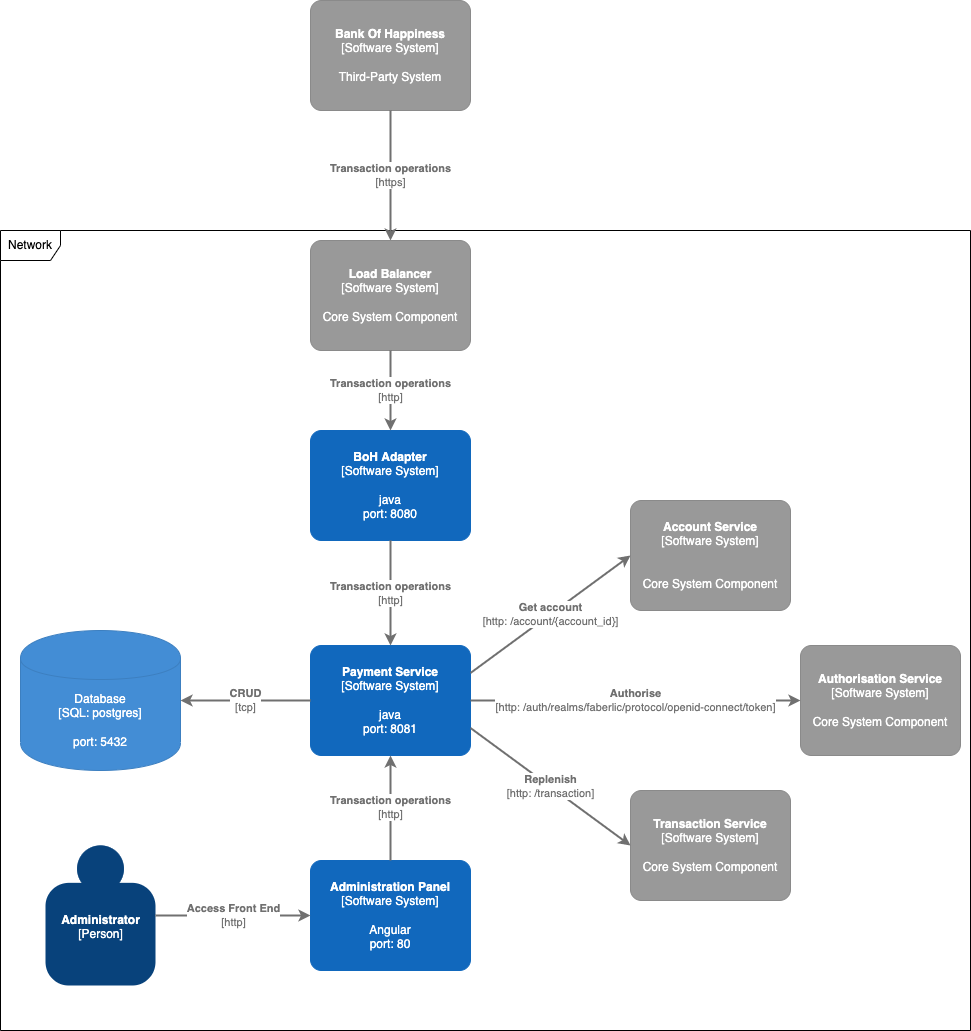 Bank Of Happiness
[Software System]
Third-Party System
Transaction operations
[https]
Network
Load Balancer
[Software System]
Core System Component
Transaction operations
[http]
BoH Adapter
[Software System]
java
port: 8080
Account Service
[Software System]
Core System Component
Transaction operations
[http]
Get account
[http: /account/{account_id}]
Payment Service
[Software System]
java
port: 8081
Authorisation Service
[Software System]
Core System Component
Database
[SQL: postgres]
port: 5432
CRUD
[tcp]
Authorise
[http: /auth/realms/faberlic/protocol/openid-connect/token]
Replenish
[http: /transaction]
Transaction operations
[http]
Transaction Service
[Software System]
Core System Component
Administrator
[Person]
Access Front End
[http]
Administration Panel
[Software System]
Angular
port: 80